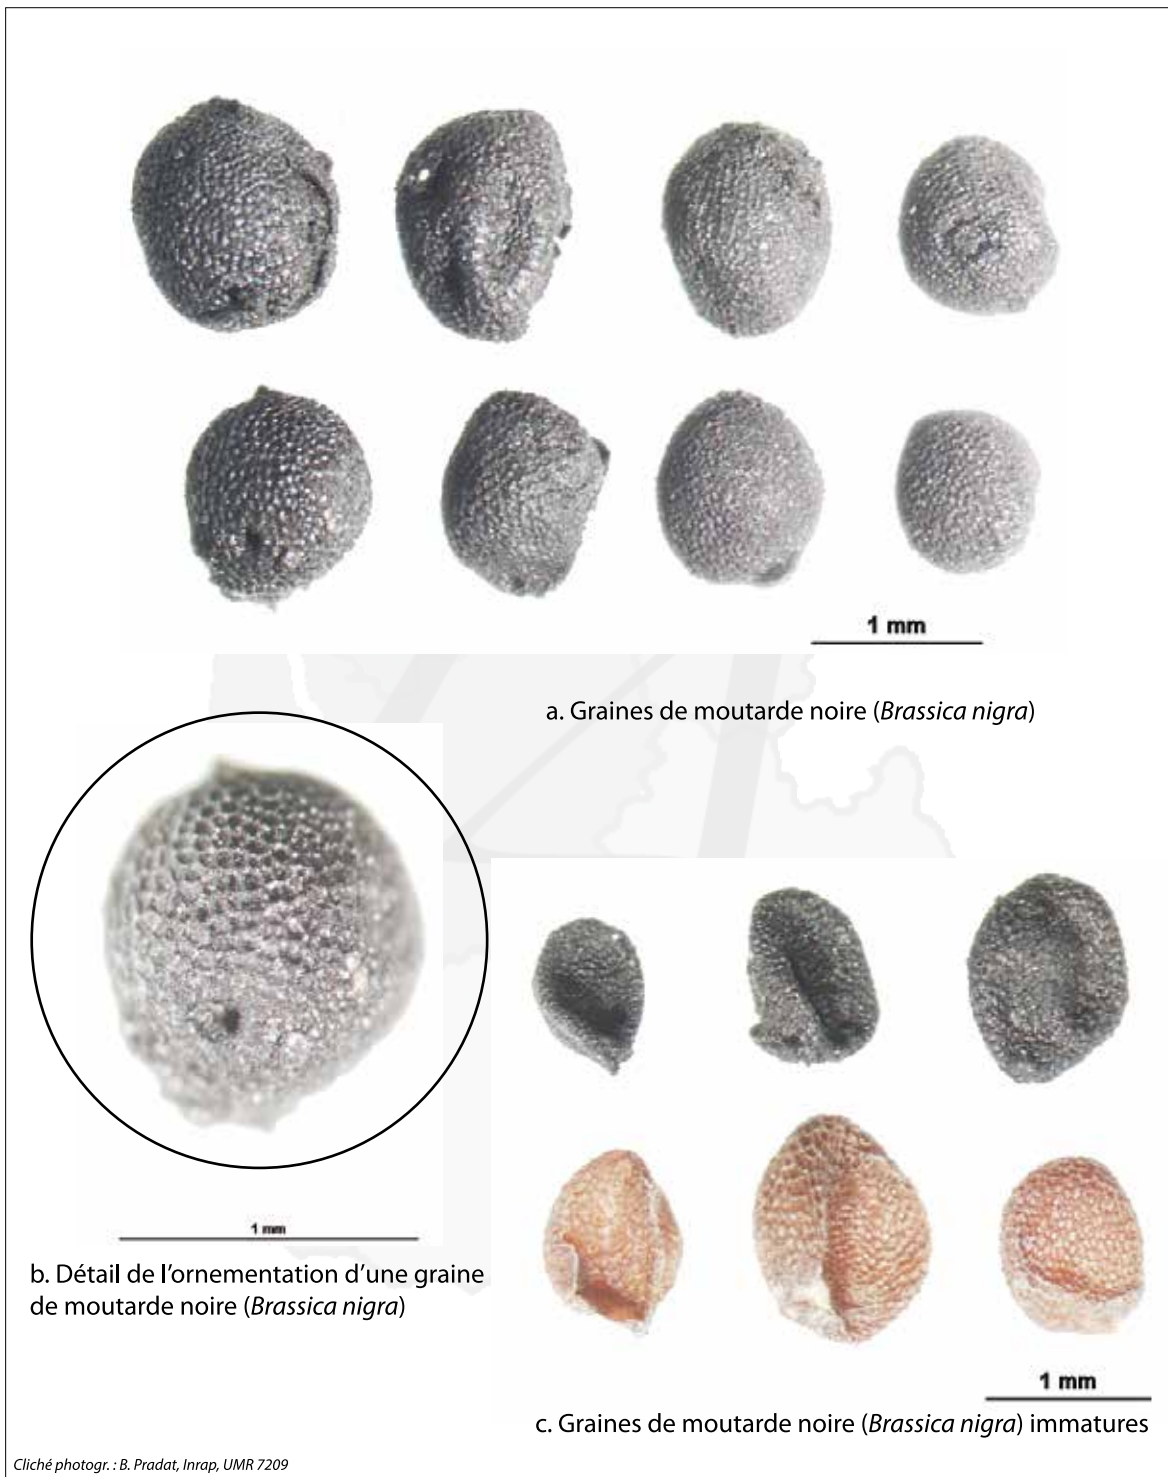 1 mm
a. Graines de moutarde noire (Brassica nigra)
1 mm
b. Détail de l'ornementation d'une graine
de moutarde noire (Brassica nigra)
1 mm
c. Graines de moutarde noire (Brassica nigra) immatures
Cliché photogr. : B. Pradat, Inrap, UMR 7209